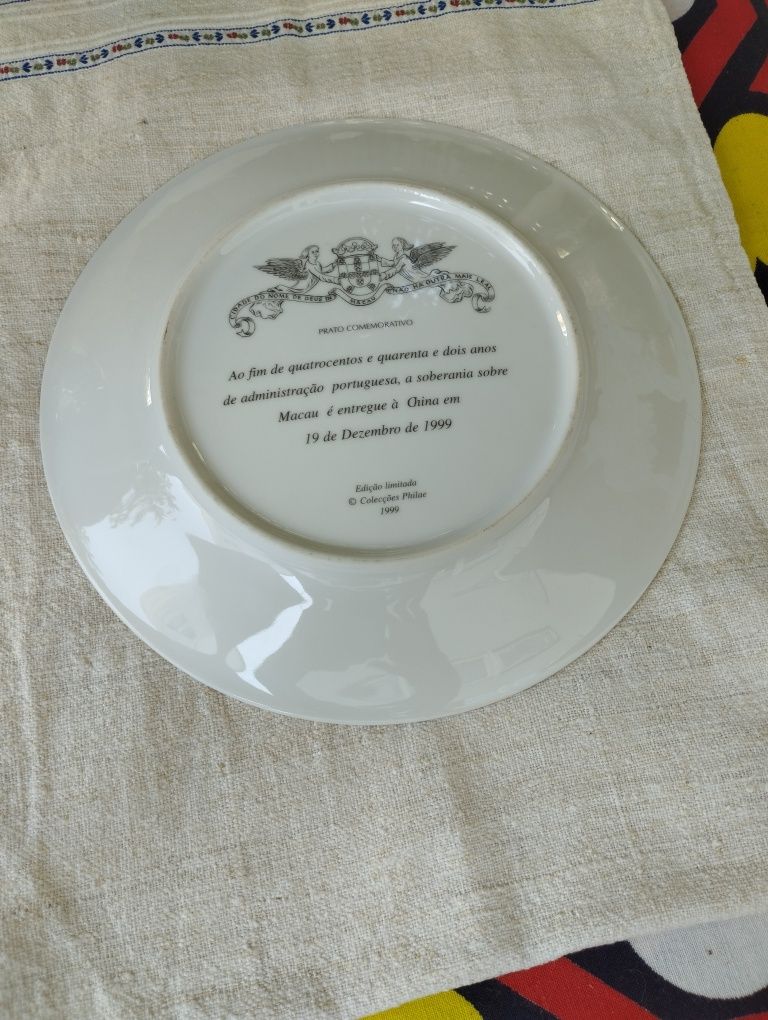 CIDADE DO NOME DE DEUS DE MACAU NÃO HÁ OUTRA MAIS LEAL
PRATO COMEMORATIVO
Ao fim de quatrocentos e quarenta e dois anos
de administração portuguesa, a soberania sobre
Macau é entregue à China em
19 de Dezembro de 1999
Edição limitada
© Colecções Philae
1999